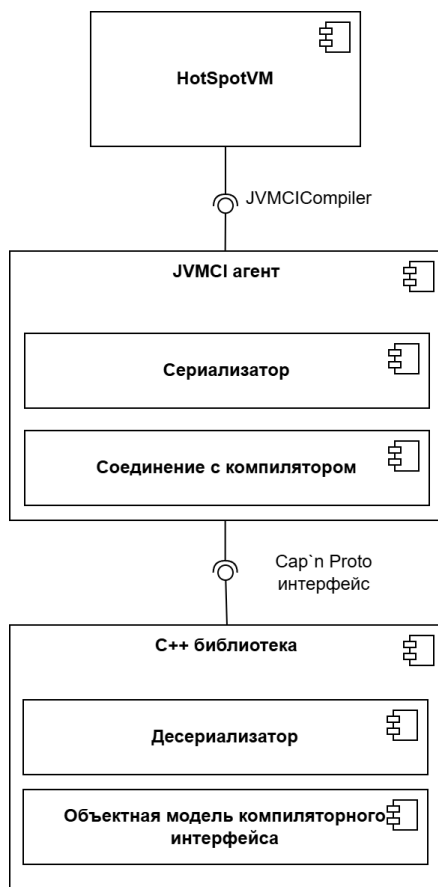 HotSpotVM
JVMCICompiler
JVMCI агент
Сериализатор
Соединение с компилятором
Cap`n Proto
интерфейс
C++ библиотека
Десериализатор
Объектная модель компиляторного
интерфейса